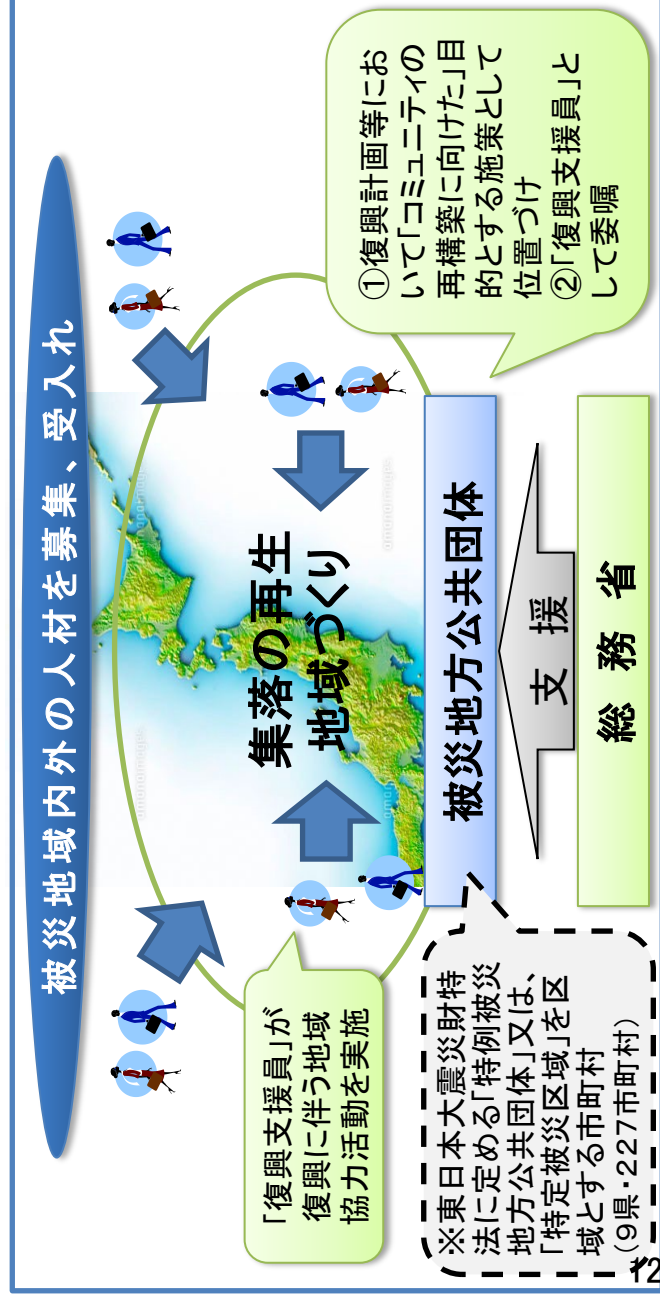 被災地域内外の人材を募集、受入れ
集落の再生
地域づくり
「復興支援員」が
復興に伴う地域
協力活動を実施
①復興計画等にお
いて「コミュニティの
再構築に向けた」目
的とする施策として
位置づけ
②「復興支援員」と
して委嘱
被災地方公共団体
※東日本大震災財特
法に定める「特例被災
地方公共団体」又は、
「特定被災区域」を区
域とする市町村
(9県・227市町村)
支援
総務省
12